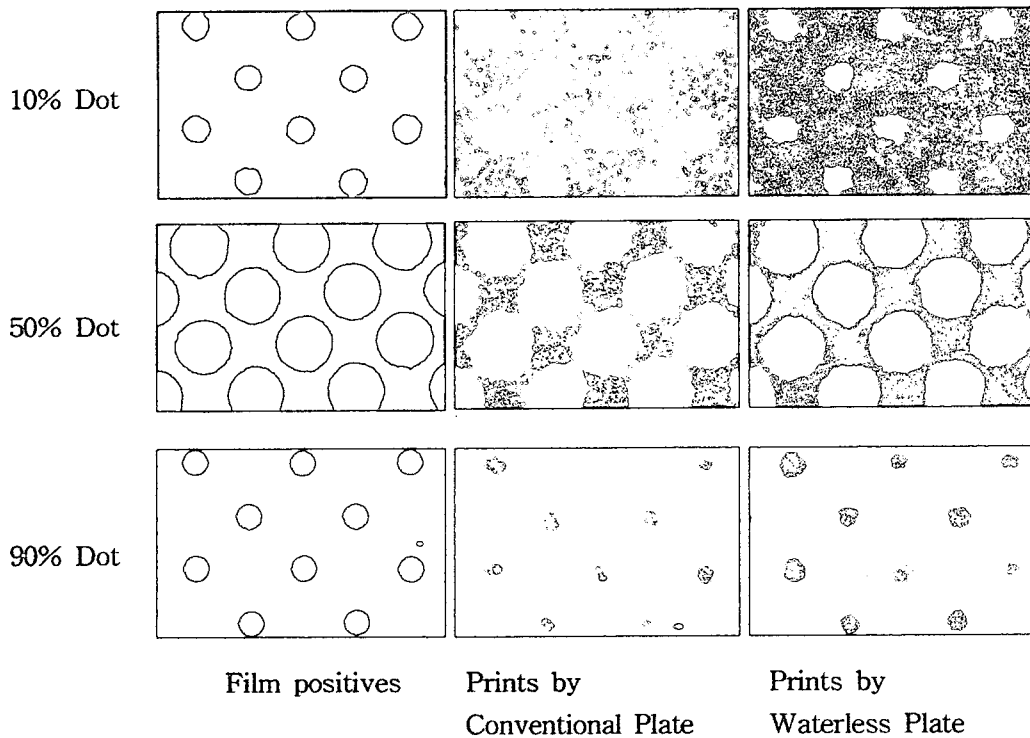 10% Dot
50% Dot
90% Dot
Film positives
Prints by
Conventional Plate
Prints by
Waterless Plate